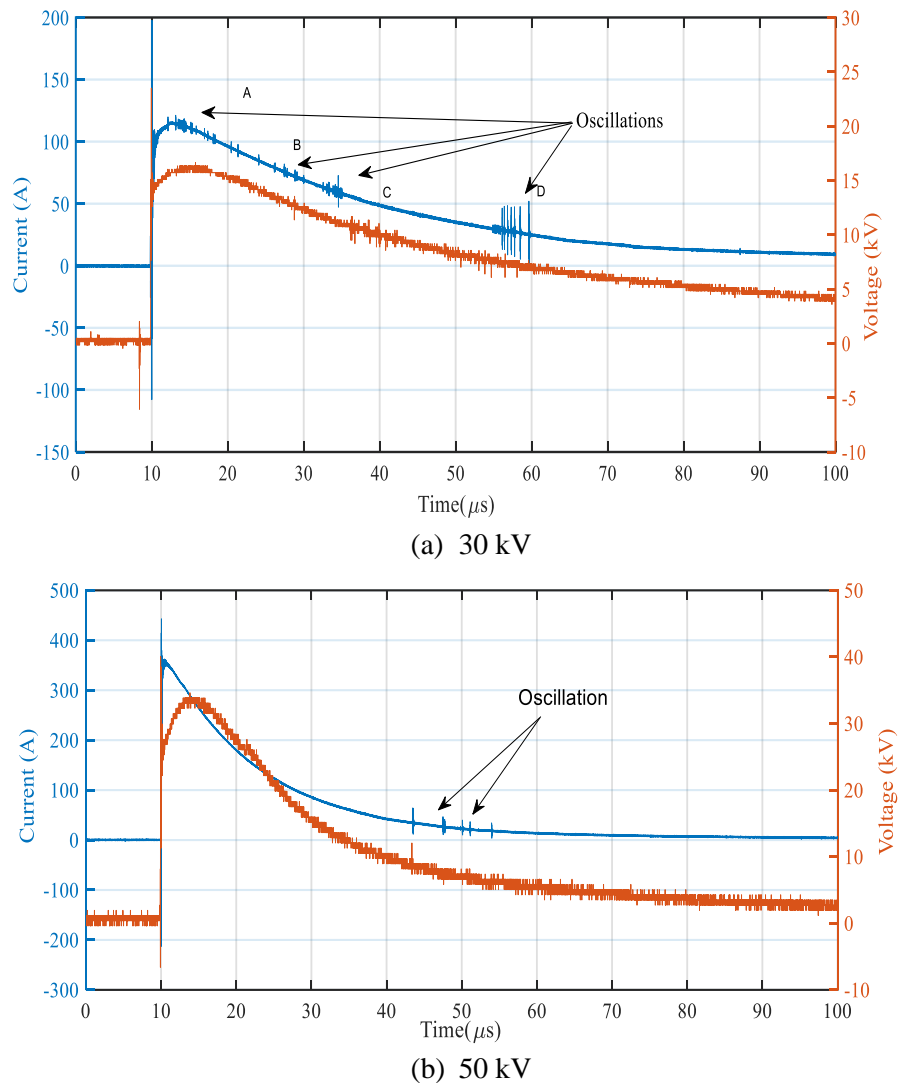 200
150
100
50
0
-50
-100
-150
Current (A)
30
25
20
15
10
5
0
-5
-10
Voltage (kV)
A
B
C
D
Oscillations
0 10 20 30 40 50 60 70 80 90 100
Time(μs)
(a) 30 kV
500
400
300
200
100
0
-100
-200
-300
Current (A)
50
40
30
20
10
0
-10
Voltage (kV)
Oscillation
0 10 20 30 40 50 60 70 80 90 100
Time(μs)
(b) 50 kV